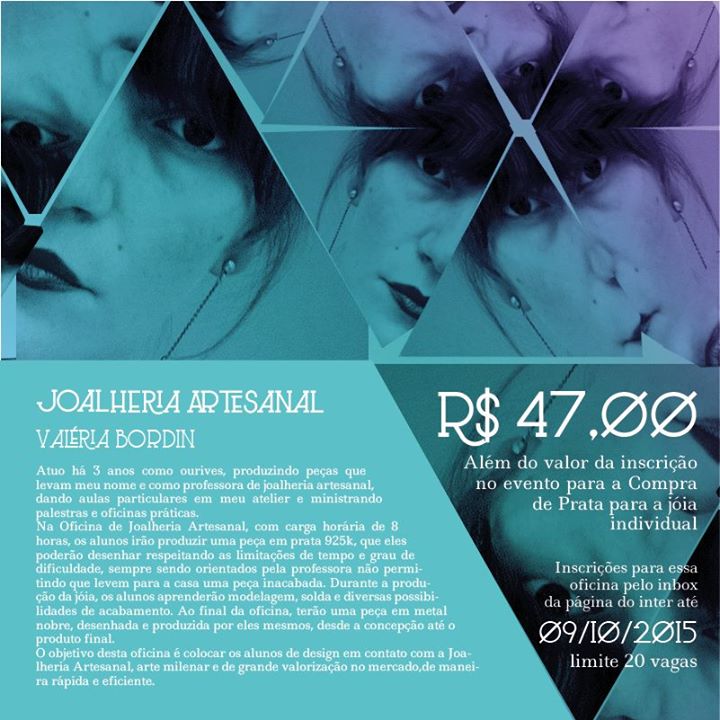 JOALHERIA ARTESANAL
VALÉRIA BORDIN
Atuo há 3 anos como ourives, produzindo peças que
levam meu nome e como professora de joalheria artesanal,
dando aulas particulares em meu atelier e ministrando
palestras e oficinas práticas.
Na Oficina de Joalheria Artesanal, com carga horária de 8
horas, os alunos irão produzir uma peça em prata 925k, que eles
poderão desenhar respeitando as limitações de tempo e grau de
dificuldade, sempre sendo orientados pela professora não permi-
tindo que levem para a casa uma peça inacabada. Durante a produ-
ção da jóia, os alunos aprenderão modelagem, solda e diversas possibi-
lidades de acabamento. Ao final da oficina, terão uma peça em metal
nobre, desenhada e produzida por eles mesmos, desde a concepção até o
produto final.
O objetivo desta oficina é colocar os alunos de design em contato com a Joa-
lheria Artesanal, arte milenar e de grande valorização no mercado,de manei-
ra rápida e eficiente.
R$ 47,00
Além do valor da inscrição
no evento para a Compra
de Prata para a jóia
individual
Inscrições para essa
oficina pelo inbox
da página do inter até
09/10/2015
limite 20 vagas